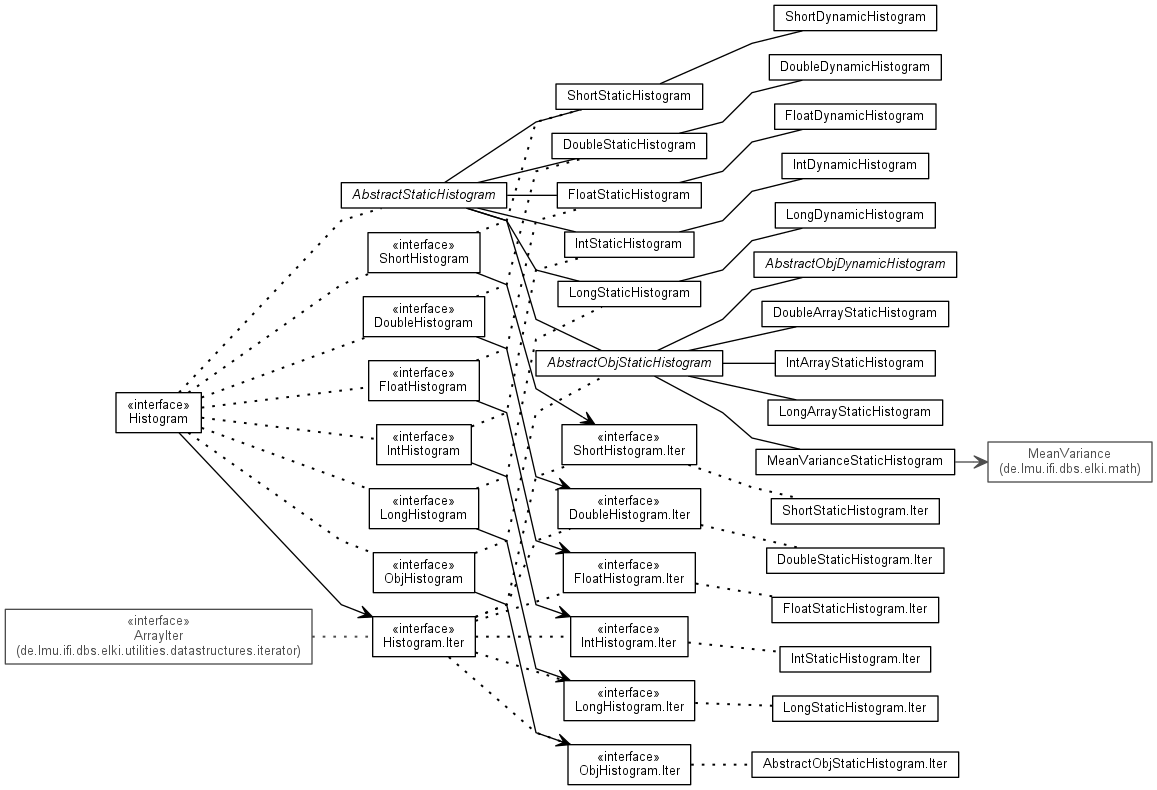 ShortDynamicHistogram
DoubleDynamicHistogram
ShortStaticHistogram
FloatDynamicHistogram
DoubleStaticHistogram
IntDynamicHistogram
AbstractStaticHistogram
FloatStaticHistogram
LongDynamicHistogram
«interface»
ShortHistogram
IntStaticHistogram
AbstractObjDynamicHistogram
LongStaticHistogram
«interface»
DoubleHistogram
DoubleArrayStaticHistogram
AbstractObjStaticHistogram
IntArrayStaticHistogram
«interface»
FloatHistogram
«interface»
Histogram
LongArrayStaticHistogram
«interface»
IntHistogram
«interface»
ShortHistogram.Iter
MeanVarianceStaticHistogram
MeanVariance
(de.lmu.ifi.dbs.elki.math)
«interface»
LongHistogram
«interface»
DoubleHistogram.Iter
ShortStaticHistogram.Iter
DoubleStaticHistogram.Iter
«interface»
ObjHistogram
«interface»
FloatHistogram.Iter
FloatStaticHistogram.Iter
«interface»
ArrayIter
(de.lmu.ifi.dbs.elki.utilities.datastructures.iterator)
«interface»
Histogram.Iter
«interface»
IntHistogram.Iter
IntStaticHistogram.Iter
«interface»
LongHistogram.Iter
LongStaticHistogram.Iter
«interface»
ObjHistogram.Iter
AbstractObjStaticHistogram.Iter